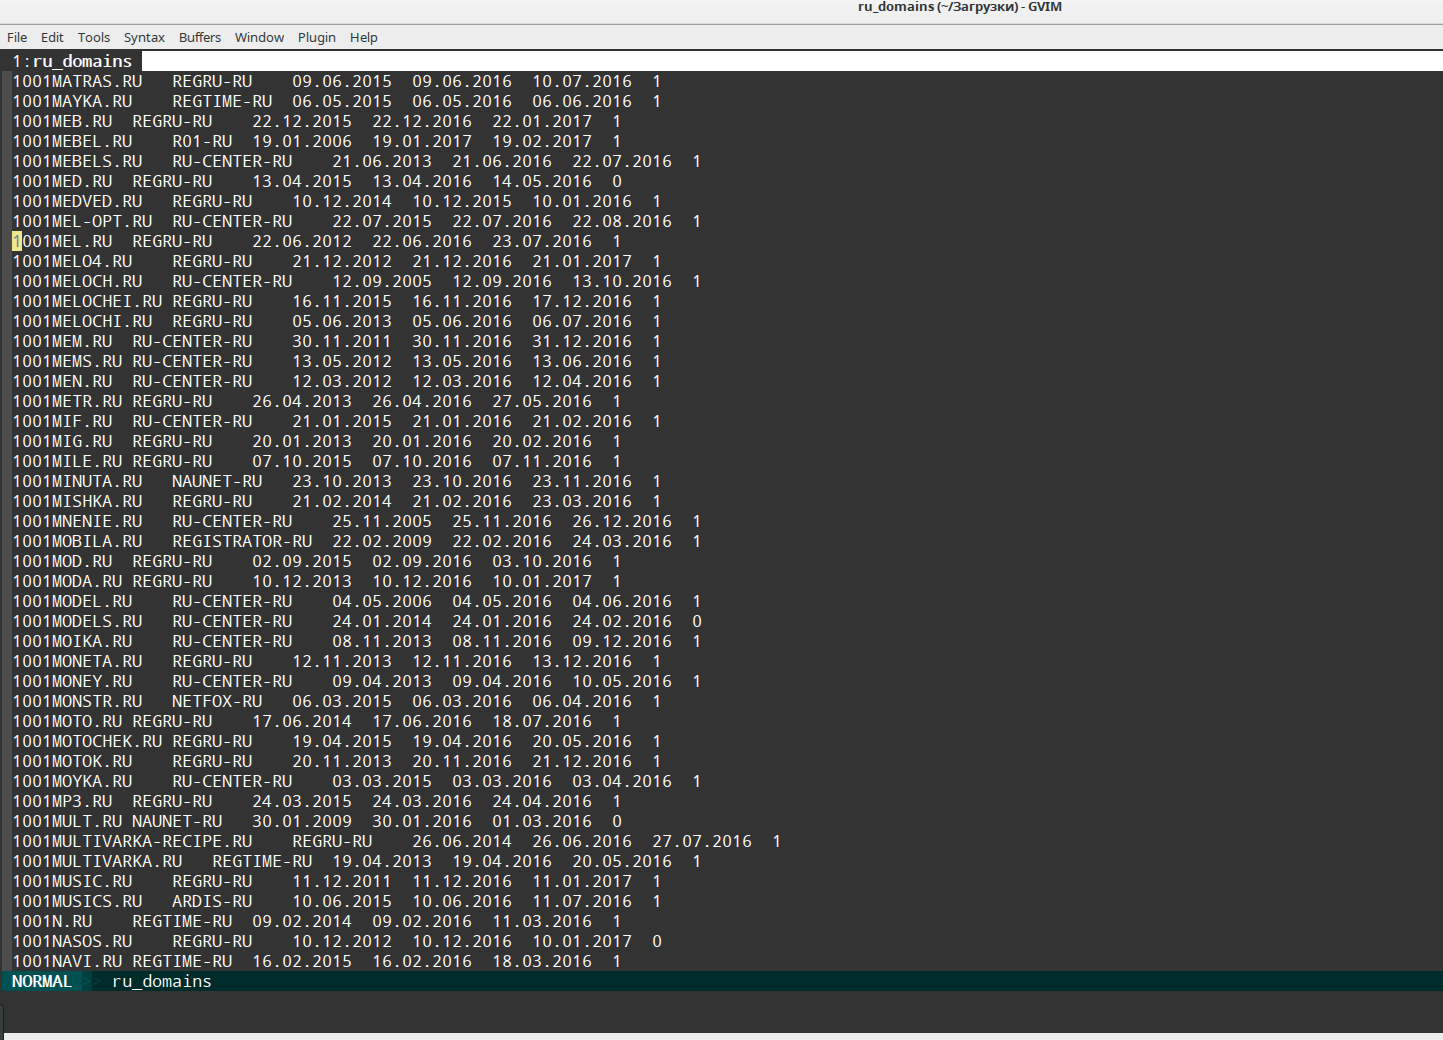 ru_domains (~/Загрузки) - GVIM
File Edit Tools Syntax Buffers Window Plugin Help
1:ru_domains
1001MATRAS.RU REGRU-RU 09.06.2015 09.06.2016 10.07.2016 1
1001MAYKA.RU REGTIME-RU 06.05.2015 06.05.2016 06.06.2016 1
1001MEB.RU REGRU-RU 22.12.2015 22.12.2016 22.01.2017 1
1001MEBEL.RU R01-RU 19.01.2006 19.01.2017 19.02.2017 1
1001MEBELS.RU RU-CENTER-RU 21.06.2013 21.06.2016 22.07.2016 1
1001MED.RU REGRU-RU 13.04.2015 13.04.2016 14.05.2016 0
1001MEDVED.RU REGRU-RU 10.12.2014 10.12.2015 10.01.2016 1
1001MEL-OPT.RU RU-CENTER-RU 22.07.2015 22.07.2016 22.08.2016 1
1001MEL.RU REGRU-RU 22.06.2012 22.06.2016 23.07.2016 1
1001MELO4.RU REGRU-RU 21.12.2012 21.12.2016 21.01.2017 1
1001MELOCH.RU RU-CENTER-RU 12.09.2005 12.09.2016 13.10.2016 1
1001MELOCHEI.RU REGRU-RU 16.11.2015 16.11.2016 17.12.2016 1
1001MELOCHI.RU REGRU-RU 05.06.2013 05.06.2016 06.07.2016 1
1001MEM.RU RU-CENTER-RU 30.11.2011 30.11.2016 31.12.2016 1
1001MEMS.RU RU-CENTER-RU 13.05.2012 13.05.2016 13.06.2016 1
1001MEN.RU RU-CENTER-RU 12.03.2012 12.03.2016 12.04.2016 1
1001METR.RU REGRU-RU 26.04.2013 26.04.2016 27.05.2016 1
1001MIF.RU RU-CENTER-RU 21.01.2015 21.01.2016 21.02.2016 1
1001MIG.RU REGRU-RU 20.01.2013 20.01.2016 20.02.2016 1
1001MILE.RU REGRU-RU 07.10.2015 07.10.2016 07.11.2016 1
1001MINUTA.RU NAUNET-RU 23.10.2013 23.10.2016 23.11.2016 1
1001MISHKA.RU REGRU-RU 21.02.2014 21.02.2016 23.03.2016 1
1001MNENIE.RU RU-CENTER-RU 25.11.2005 25.11.2016 26.12.2016 1
1001MOBILA.RU REGISTRATOR-RU 22.02.2009 22.02.2016 24.03.2016 1
1001MOD.RU REGRU-RU 02.09.2015 02.09.2016 03.10.2016 1
1001MODA.RU REGRU-RU 10.12.2013 10.12.2016 10.01.2017 1
1001MODEL.RU RU-CENTER-RU 04.05.2006 04.05.2016 04.06.2016 1
1001MODELS.RU RU-CENTER-RU 24.01.2014 24.01.2016 24.02.2016 0
1001MOIKA.RU RU-CENTER-RU 08.11.2013 08.11.2016 09.12.2016 1
1001MONETA.RU REGRU-RU 12.11.2013 12.11.2016 13.12.2016 1
1001MONEY.RU RU-CENTER-RU 09.04.2013 09.04.2016 10.05.2016 1
1001MONSTR.RU NETFOX-RU 06.03.2015 06.03.2016 06.04.2016 1
1001MOTO.RU REGRU-RU 17.06.2014 17.06.2016 18.07.2016 1
1001MOTOCHEK.RU REGRU-RU 19.04.2015 19.04.2016 20.05.2016 1
1001MOTOK.RU REGRU-RU 20.11.2013 20.11.2016 21.12.2016 1
1001MOYKA.RU RU-CENTER-RU 03.03.2015 03.03.2016 03.04.2016 1
1001MP3.RU REGRU-RU 24.03.2015 24.03.2016 24.04.2016 1
1001MULT.RU NAUNET-RU 30.01.2009 30.01.2016 01.03.2016 0
1001MULTIVARKA-RECIPE.RU REGRU-RU 26.06.2014 26.06.2016 27.07.2016 1
1001MULTIVARKA.RU REGTIME-RU 19.04.2013 19.04.2016 20.05.2016 1
1001MUSIC.RU REGRU-RU 11.12.2011 11.12.2016 11.01.2017 1
1001MUSICS.RU ARDIS-RU 10.06.2015 10.06.2016 11.07.2016 1
1001N.RU REGTIME-RU 09.02.2014 09.02.2016 11.03.2016 1
1001NASOS.RU REGRU-RU 10.12.2012 10.12.2016 10.01.2017 0
1001NAVI.RU REGTIME-RU 16.02.2015 16.02.2016 18.03.2016 1
NORMAL >> ru_domains